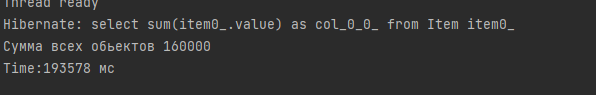 Thread ready
Hibernate: select sum(item0_.value) as col_0_0_ from Item item0_
Сумма всех обьектов 160000
Time:193578 мс